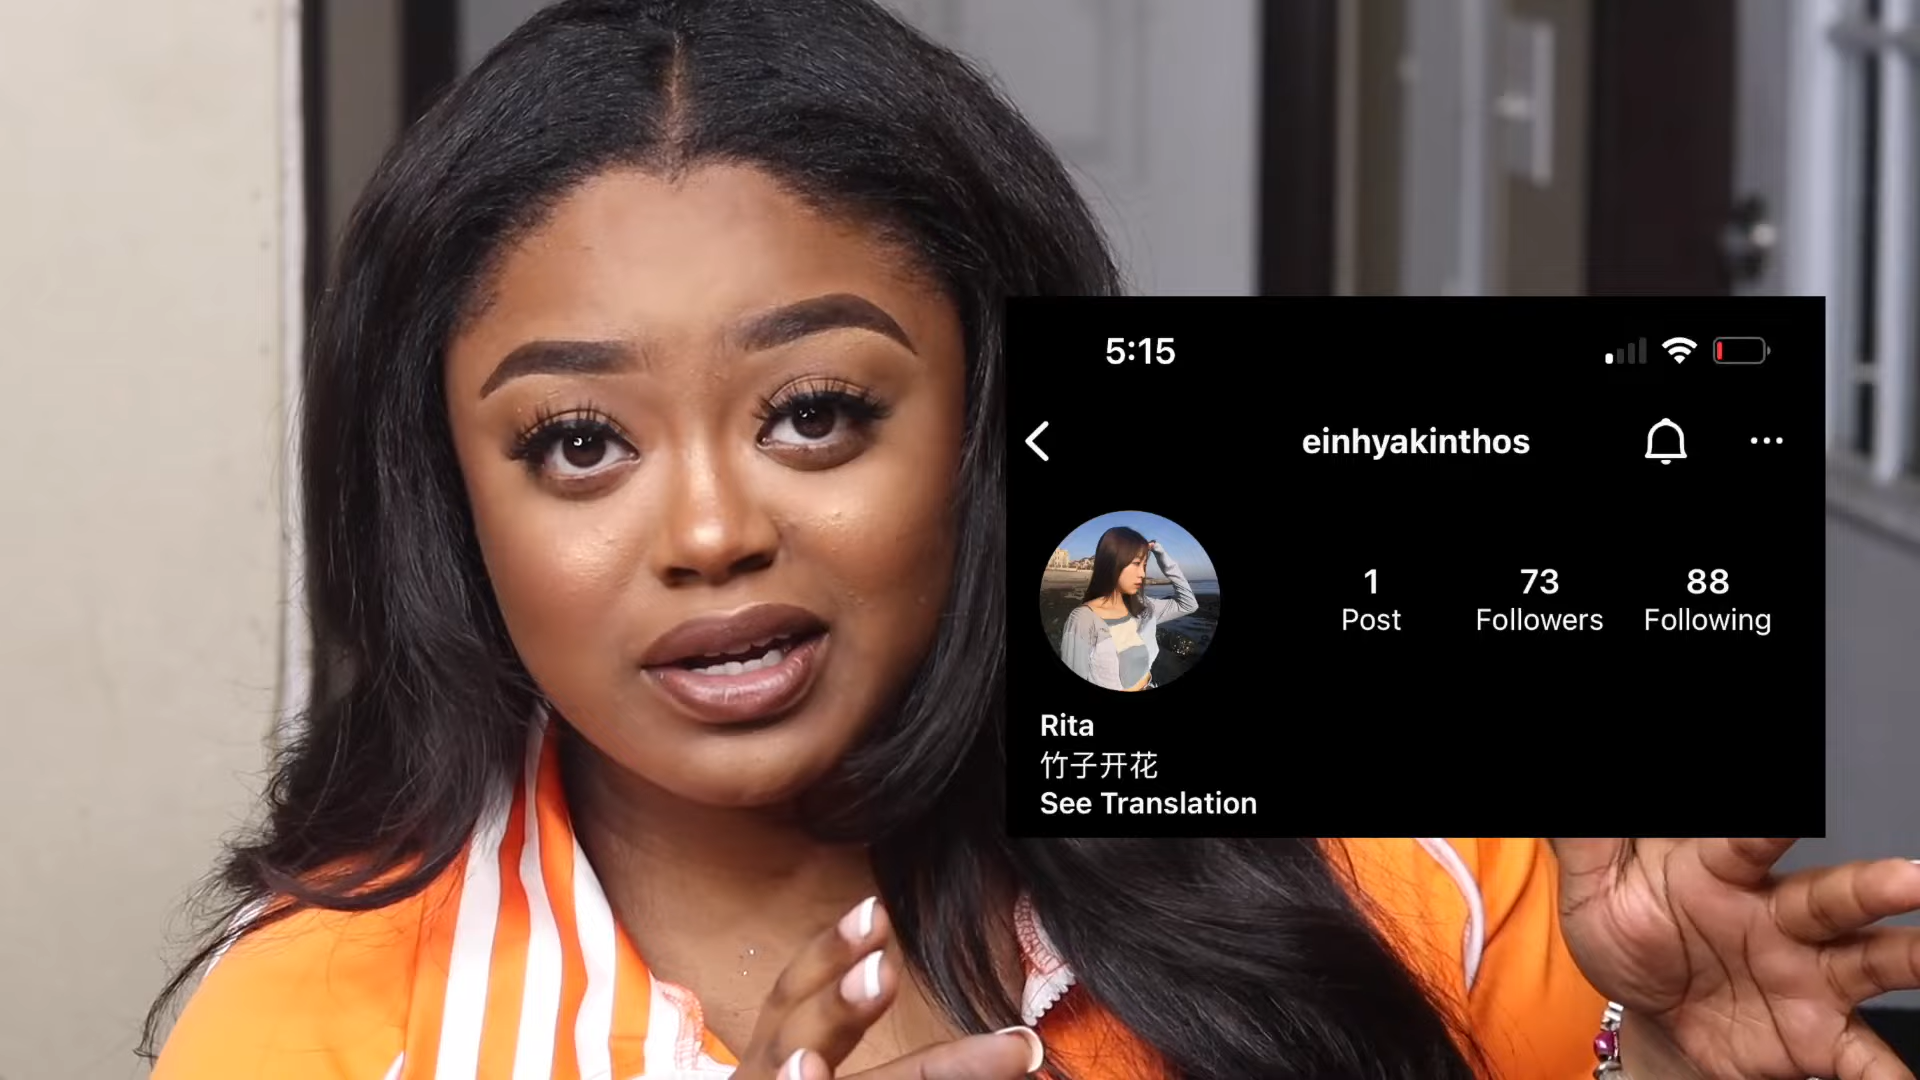 5:15
einhyakinthos
1 73 88
Post Followers Following
Rita
竹子开花
See Translation